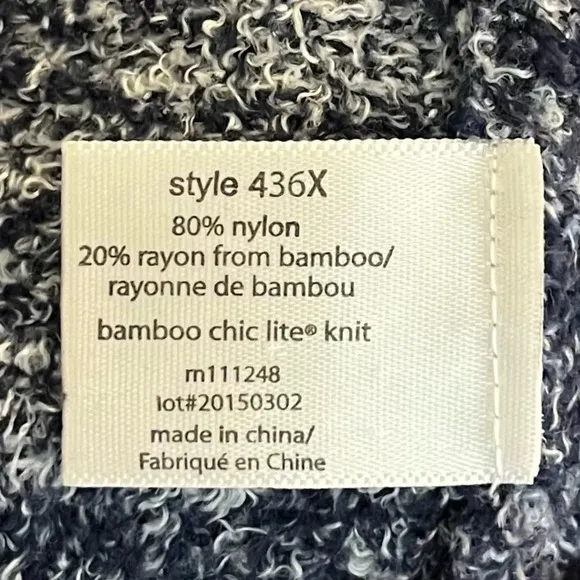 style 436X
80% nylon
20% rayon from bamboo/
rayonne de bambou
bamboo chic lite® knit
rn111248
lot#20150302
made in china/
Fabriqué en Chine